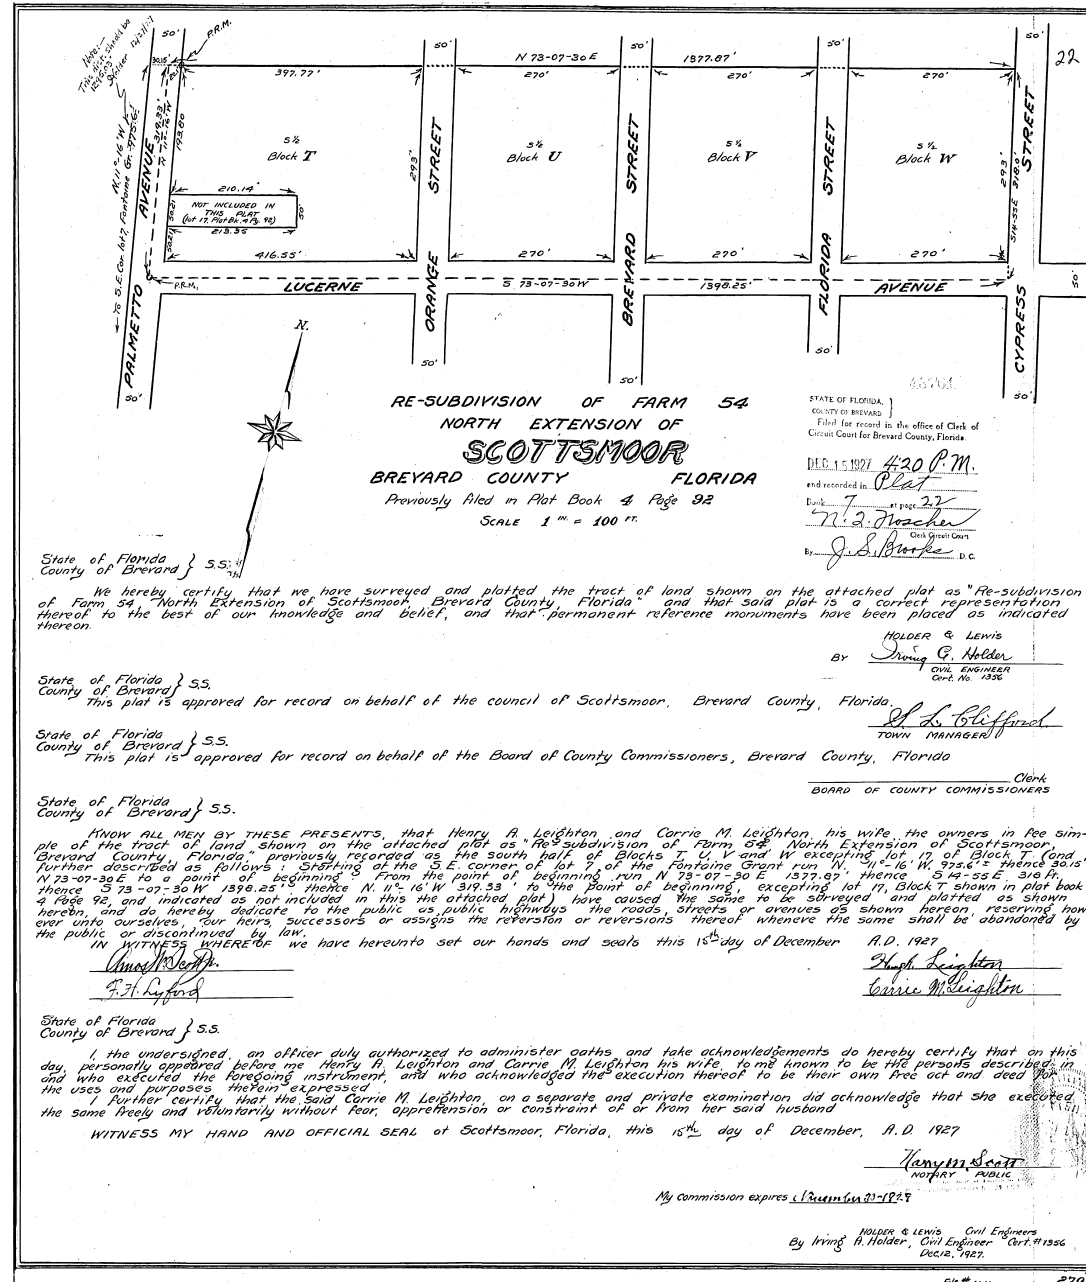 22
Note:-
This dist. should be
50'
P.R.M.
30.15'
397.77'
50'
N 73-07-30 E
270'
50'
1377.87'
270'
50'
270'
50'
N. 11°-16' W
319.33'
193.80
S ½
Block T
S ½
Block U
S ½
Block V
S ½
Block W
293'
293'
S14-55E 318.0'
210.14'
NOT INCLUDED IN
THIS PLAT
(lot 17, Plat Bk. 4 Pg. 92)
213.35
50'
50.21
50.21
416.55'
270'
270'
270'
PALMETTO AVENUE
ORANGE STREET
BREVARD STREET
FLORIDA STREET
CYPRESS STREET
To S.E. Cor. lot 7, Fontaine Gr. 975.6'
N. 11°-16' W
P.R.M.
LUCERNE
S 73-07-30 W
1398.25'
AVENUE
50'
50'
50'
50'
50'
50'
N.
RE-SUBDIVISION OF FARM 54
NORTH EXTENSION OF
SCOTTSMOOR
BREVARD COUNTY FLORIDA
Previously filed in Plat Book 4 Page 92
SCALE 1 IN. = 100 FT.
STATE OF FLORIDA, }
COUNTY OF BREVARD }
Filed for record in the office of Clerk of
Circuit Court for Brevard County, Florida.
DEC 15 1927 4:20 P.M.
and recorded in Plat
Book 7 at page 22
Clerk Circuit Court
By J. S. Brooks D. C.
State of Florida
County of Brevard } S.S.
We hereby certify that we have surveyed and platted the tract of land shown on the attached plat as "Re-subdivision
of Farm 54, North Extension of Scottsmoor, Brevard County, Florida" and that said plat is a correct representation
thereof to the best of our knowledge and belief, and that permanent reference monuments have been placed as indicated
thereon.
HOLDER & LEWIS
BY Irving G. Holder
CIVIL ENGINEER
Cert. No. 1356
State of Florida
County of Brevard } S.S.
This plat is approved for record on behalf of the council of Scottsmoor, Brevard County, Florida.
S. L. Clifford
TOWN MANAGER
State of Florida
County of Brevard } S.S.
This plat is approved for record on behalf of the Board of County Commissioners, Brevard County, Florida
Clerk
BOARD OF COUNTY COMMISSIONERS
State of Florida
County of Brevard } S.S.
KNOW ALL MEN BY THESE PRESENTS, that Henry A. Leighton and Carrie M. Leighton, his wife, the owners in fee sim-
ple of the tract of land shown on the attached plat as "Re-subdivision of Farm 54, North Extension of Scottsmoor,
Brevard County, Florida," previously recorded as the south half of Blocks T, U, V and W excepting lot 17 of Block T (and
further described as follows:- Starting at the S.E. Corner of lot 7 of the Fontaine Grant N 11°-16' W 975.6' thence 30.15'
N 73-07-30E to a point of beginning. From the point of beginning run N 73-07-30 E 1377.87' thence S 14-55 E. 318 ft.
thence S 73-07-30 W 1398.25', thence N. 11°-16' W 319.33' to the point of beginning, excepting lot 17, Block T shown in plat book
4 Page 92, and indicated as not included in this the attached plat) have caused the same to be surveyed and platted as shown
hereon, and do hereby dedicate to the public as public highways the roads, streets or avenues as shown hereon, reserving how-
ever unto ourselves, our heirs, successors or assigns the reversion or reversions thereof whenever the same shall be abandoned by
the public or discontinued by law.
IN WITNESS WHEREOF we have hereunto set our hands and seals this 15th day of December A.D. 1927
F. H. Lyford
Leighton
Carrie M. Leighton
State of Florida
County of Brevard } S.S.
I, the undersigned, an officer duly authorized to administer oaths and take acknowledgements do hereby certify that on this
day, personally appeared before me Henry A. Leighton and Carrie M. Leighton his wife, to me known to be the persons described in
and who executed the foregoing instrument, and who acknowledged the execution thereof to be their own free act and deed for
the uses and purposes therein expressed
I further certify that the said Carrie M. Leighton, on a separate and private examination did acknowledge that she executed
the same freely and voluntarily without fear, apprehension or constraint of or from her said husband
WITNESS MY HAND AND OFFICIAL SEAL at Scottsmoor, Florida, this 15th day of December, A.D. 1927
Harry M. Scott
NOTARY PUBLIC
My commission expires
HOLDER & LEWIS Civil Engineers
By Irving A. Holder, Civil Engineer Cert. #1356
Dec. 12, 1927.